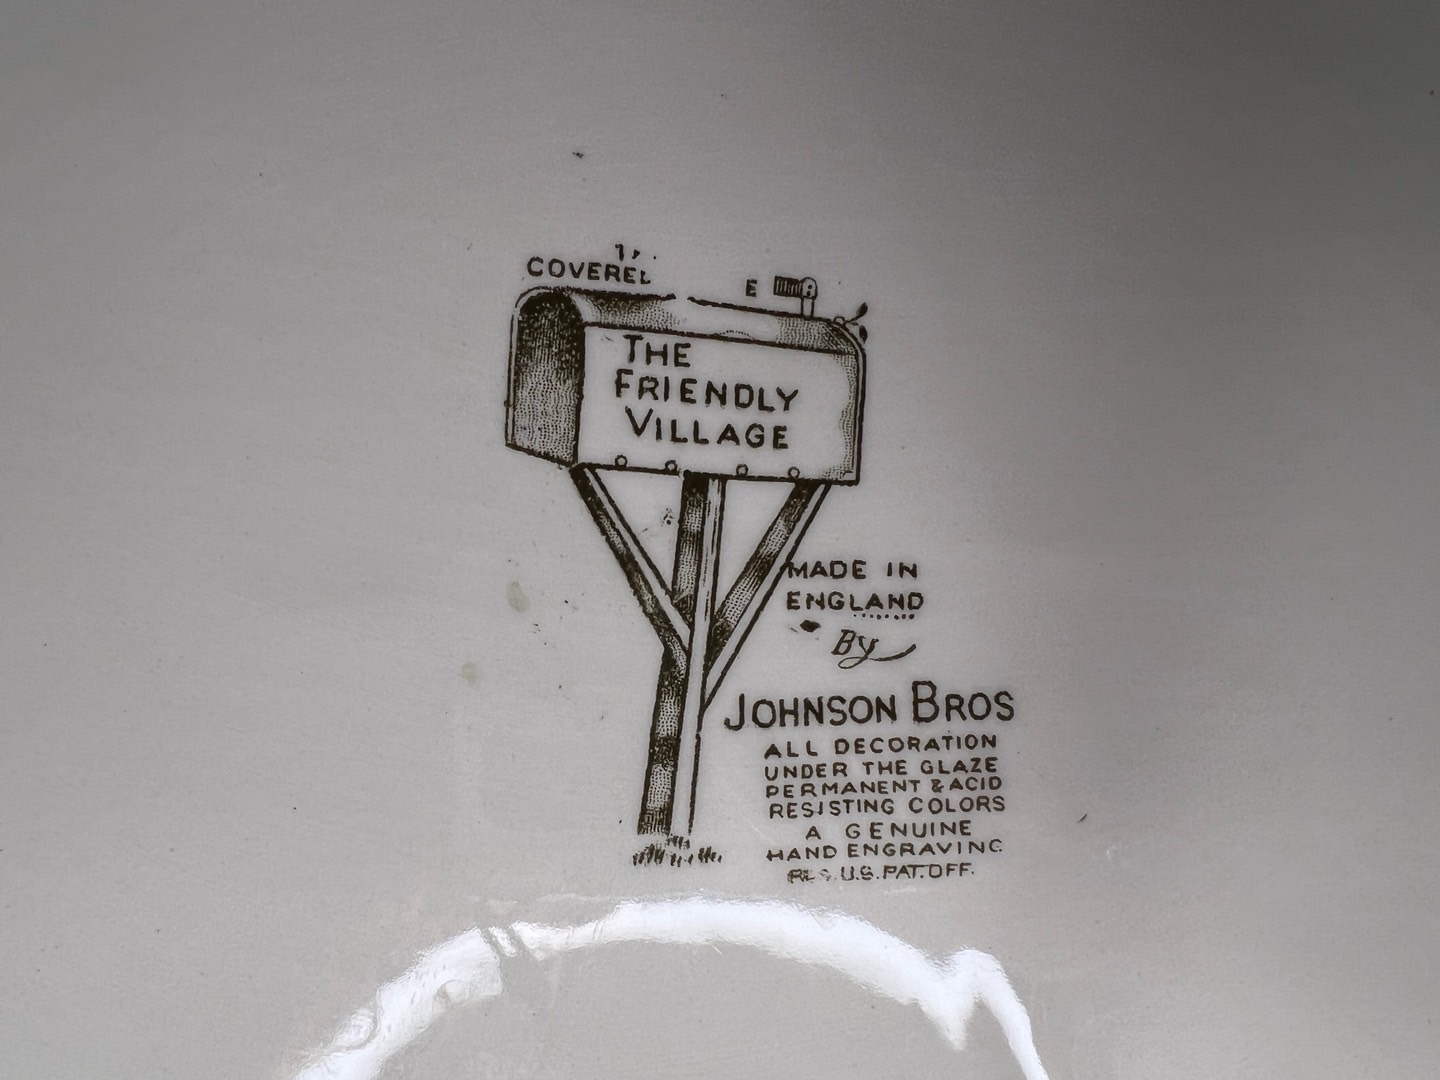 COVERE
E
THE
FRIENDLY
VILLAGE
MADE IN
ENGLAND
By
JOHNSON BROS
ALL DECORATION
UNDER THE GLAZE
PERMANENT & ACID
RESISTING COLORS
A GENUINE
HAND ENGRAVING
U.S. PAT. OFF.